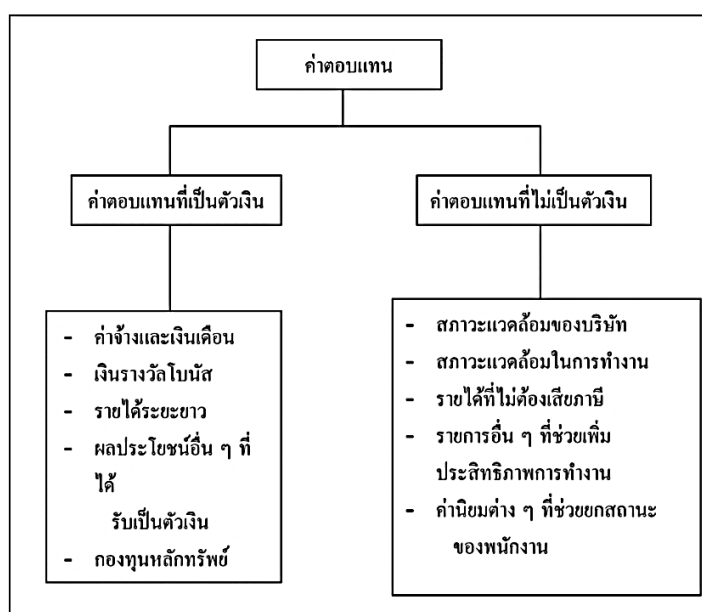 ค่าตอบแทน
ค่าตอบแทนที่เป็นตัวเงิน
ค่าตอบแทนที่ไม่เป็นตัวเงิน
- ค่าจ้างและเงินเดือน
- เงินรางวัลโบนัส
- รายได้ระยะยาว
- ผลประโยชน์อื่น ๆ ที่
ได้
รับเป็นตัวเงิน
- กองทุนหลักทรัพย์
- สภาวะแวดล้อมของบริษัท
- สภาวะแวดล้อมในการทำงาน
- รายได้ที่ไม่ต้องเสียภาษี
- รายการอื่น ๆ ที่ช่วยเพิ่ม
ประสิทธิภาพการทำงาน
- ค่านิยมต่าง ๆ ที่ช่วยยกสถานะ
ของพนักงาน